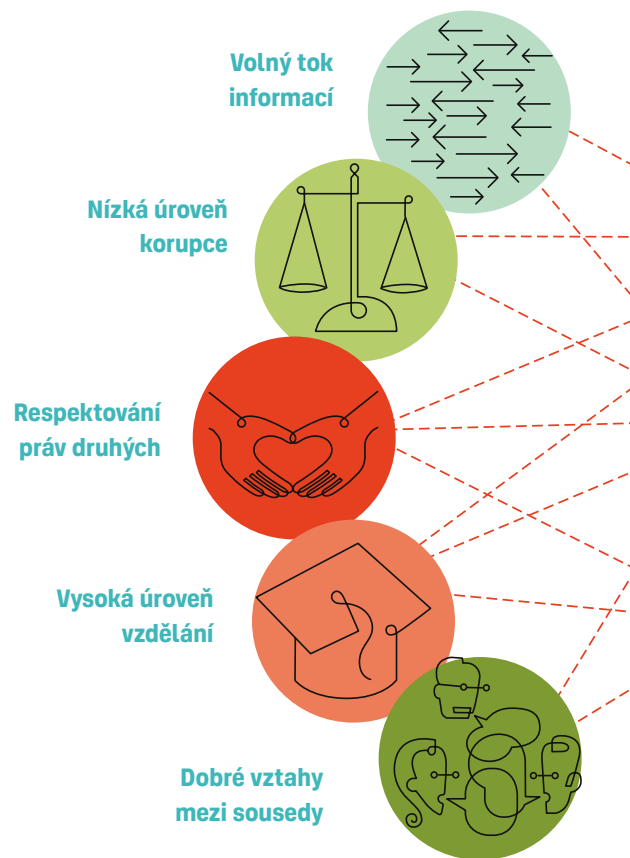 Volný tok
informací
Nízká úroveň
korupce
Respektování
práv druhých
Vysoká úroveň
vzdělání
Dobré vztahy
mezi sousedy